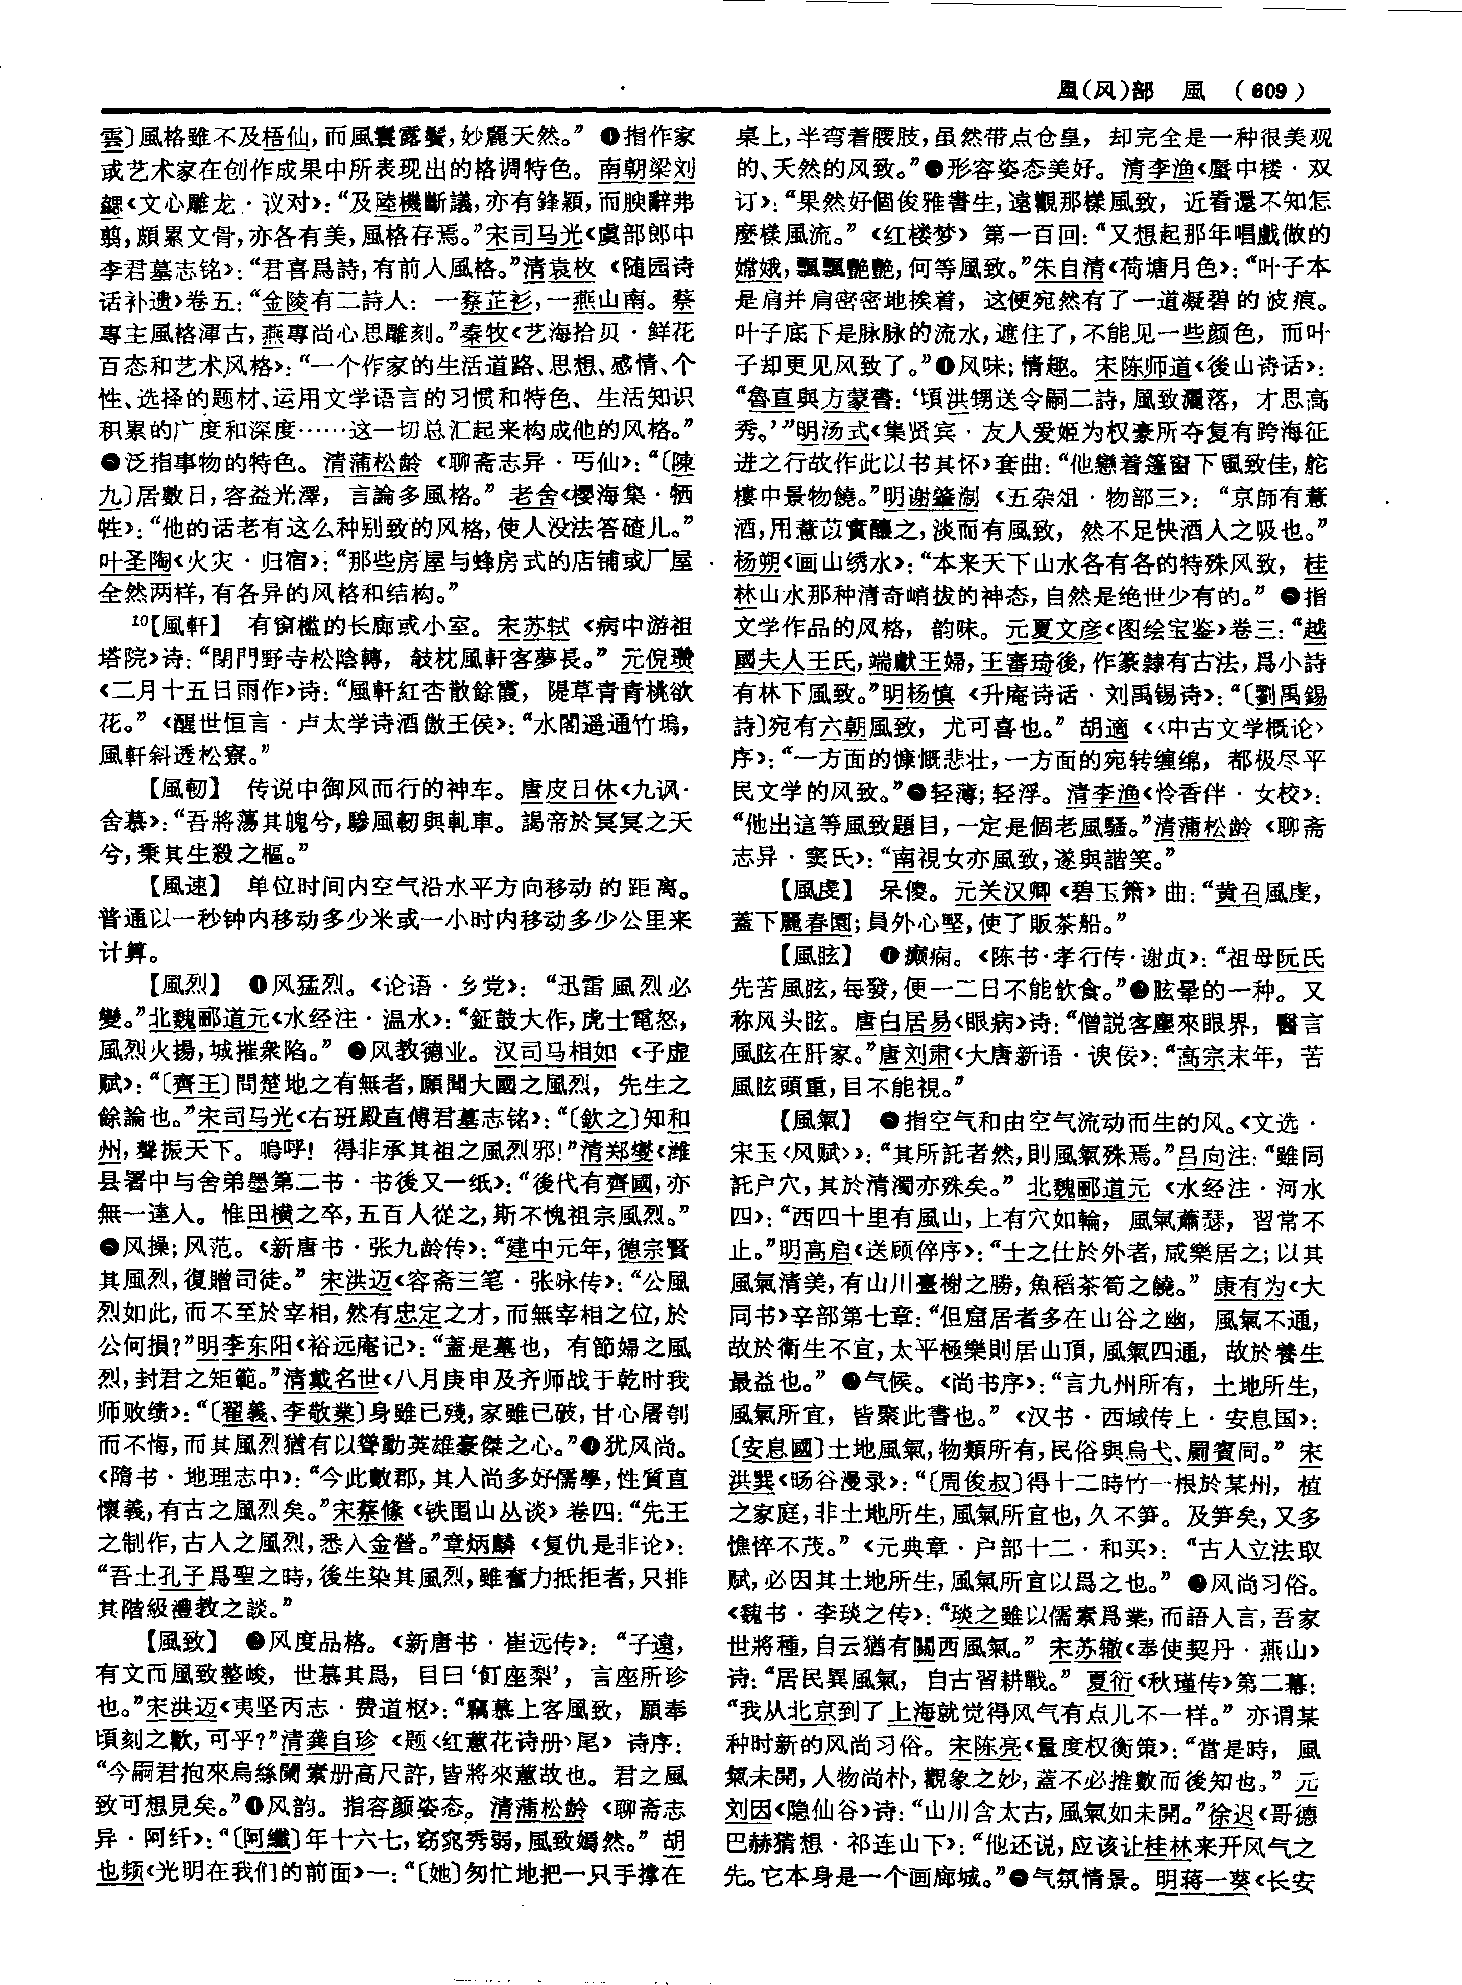 風(风)部　風　(609)
雲〕風格雖不及梧仙，而風鬟露鬢，妙麗天然。”　❹指作家
或艺术家在创作成果中所表现出的格调特色。南朝梁刘
勰《文心雕龙·议对》：“及陸機斷議，亦有鋒穎，而腴辭弗
翦，頗累文骨，亦各有美，風格存焉。”宋司马光《虞部郎中
李君墓志铭》：“君喜爲詩，有前人風格。”清袁枚《随园诗
话补遗》卷五：“金陵有二詩人：一蔡芷衫，一燕山南。蔡
專主風格渾古，燕專尚心思雕刻。”秦牧《艺海拾贝·鲜花
百态和艺术风格》：“一个作家的生活道路、思想、感情、个
性、选择的题材、运用文学语言的习惯和特色、生活知识
积累的广度和深度……这一切总汇起来构成他的风格。”
❺泛指事物的特色。清蒲松龄《聊斋志异·丐仙》：“〔陳
九〕居數日，容益光澤，言論多風格。”老舍《樱海集·牺
牲》：“他的话老有这么种别致的风格，使人没法答碴儿。”
叶圣陶《火灾·归宿》：“那些房屋与蜂房式的店铺或厂屋
全然两样，有各异的风格和结构。”
10【風軒】　有窗槛的长廊或小室。宋苏轼《病中游祖
塔院》诗：“閉門野寺松陰轉，敧枕風軒客夢長。”元倪瓒
《二月十五日雨作》诗：“風軒紅杏散餘霞，隄草青青桃欲
花。”《醒世恒言·卢太学诗酒傲王侯》：“水閣遥通竹塢，
風軒斜透松寮。”
【風軔】　传说中御风而行的神车。唐皮日休《九讽·
舍慕》：“吾將蕩其魄兮，驂風軔與軋車。謁帝於冥冥之天
兮，秉其生殺之樞。”
【風速】　单位时间内空气沿水平方向移动的距离。
普通以一秒钟内移动多少米或一小时内移动多少公里来
计算。
【風烈】　❶风猛烈。《论语·乡党》：“迅雷風烈必
變。”北魏郦道元《水经注·温水》：“鉦鼓大作，虎士電怒，
風烈火揚，城摧衆陷。”❷风教德业。汉司马相如《子虚
赋》：“〔齊王〕問楚地之有無者，願聞大國之風烈，先生之
餘論也。”宋司马光《右班殿直傅君墓志铭》：“〔欽之〕知和
州，聲振天下。嗚呼！得非承其祖之風烈邪！”清郑燮《潍
县署中与舍弟墨第二书·书後又一纸》：“後代有齊國，亦
無一達人。惟田横之卒，五百人從之，斯不愧祖宗風烈。”
❸风操；风范。《新唐书·张九龄传》：“建中元年，德宗賢
其風烈，復贈司徒。”宋洪迈《容斋三笔·张咏传》：“公風
烈如此，而不至於宰相，然有忠定之才，而無宰相之位，於
公何損？”明李东阳《裕远庵记》：“蓋是墓也，有節婦之風
烈，封君之矩範。”清戴名世《八月庚申及齐师战于乾时我
师败绩》：“〔翟義、李敬業〕身雖已殘，家雖已破，甘心屠刳
而不悔，而其風烈猶有以聳動英雄豪傑之心。”❹犹风尚。
《隋书·地理志中》：“今此數郡，其人尚多好儒學，性質直
懷義，有古之風烈矣。”宋蔡絛《铁围山丛谈》卷四：“先王
之制作，古人之風烈，悉入金營。”章炳麟《复仇是非论》：
“吾土孔子爲聖之時，後生染其風烈，雖奮力抵拒者，只排
其階級禮教之談。”
【風致】　❶风度品格。《新唐书·崔远传》：“子遠，
有文而風致整峻，世慕其爲，目曰‘飣座梨’，言座所珍
也。”宋洪迈《夷坚丙志·费道枢》：“竊慕上客風致，願奉
頃刻之歡，可乎？”清龚自珍《题〈红蕙花诗册〉尾》诗序：
“今嗣君抱來烏絲闌素册高尺許，皆將來蕙故也。君之風
致可想見矣。”❷风韵。指容颜姿态。清蒲松龄《聊斋志
异·阿纤》：“〔阿纖〕年十六七，窈窕秀弱，風致嫣然。”胡
也频《光明在我们的前面》一：“〔她〕匆忙地把一只手撑在
桌上，半弯着腰肢，虽然带点仓皇，却完全是一种很美观
的、天然的风致。”❸形容姿态美好。清李渔《蜃中楼·双
订》：“果然好個俊雅書生，遠觀那樣風致，近看還不知怎
麽樣風流。”《红楼梦》第一百回：“又想起那年唱戲做的
嫦娥，飄飄艷艷，何等風致。”朱自清《荷塘月色》：“叶子本
是肩并肩密密地挨着，这便宛然有了一道凝碧的波痕。
叶子底下是脉脉的流水，遮住了，不能见一些颜色，而叶
子却更见风致了。”❹风味；情趣。宋陈师道《後山诗话》：
“魯直與方蒙書：‘頃洪甥送令嗣二詩，風致灑落，才思高
秀。’”明汤式《集贤宾·友人爱姬为权豪所夺复有跨海征
进之行故作此以书其怀》套曲：“他戀着篷窗下風致佳，舵
樓中景物饒。”明谢肇淛《五杂俎·物部三》：“京師有薏
酒，用薏苡實釀之，淡而有風致，然不足快酒人之吸也。”
杨朔《画山绣水》：“本来天下山水各有各的特殊风致，桂
林山水那种清奇峭拔的神态，自然是绝世少有的。”❺指
文学作品的风格，韵味。元夏文彦《图绘宝鉴》卷三：“越
國夫人王氏，端獻王婦，王審琦後，作篆隸有古法，爲小詩
有林下風致。”明杨慎《升庵诗话·刘禹锡诗》：“〔劉禹錫
詩〕宛有六朝風致，尤可喜也。”胡適《〈中古文学概论〉
序》：“一方面的慷慨悲壮，一方面的宛转缠绵，都极尽平
民文学的风致。”❻轻薄；轻浮。清李渔《怜香伴·女校》：
“他出這等風致題目，一定是個老風騷。”清蒲松龄《聊斋
志异·窦氏》：“南視女亦風致，遂與諧笑。”
【風虔】　呆傻。元关汉卿《碧玉箫》曲：“黄召風虔，
蓋下麗春園；員外心堅，使了販茶船。”
【風眩】　❶癫痫。《陈书·孝行传·谢贞》：“祖母阮氏
先苦風眩，每發，便一二日不能飲食。”❷眩晕的一种。又
称风头眩。唐白居易《眼病》诗：“僧説客塵來眼界，醫言
風眩在肝家。”唐刘肃《大唐新语·谀佞》：“高宗末年，苦
風眩頭重，目不能視。”
【風氣】　❶指空气和由空气流动而生的风。《文选·
宋玉〈风赋〉》：“其所託者然，則風氣殊焉。”吕向注：“雖同
託户穴，其於清濁亦殊矣。”北魏郦道元《水经注·河水
四》：“西四十里有風山，上有穴如輪，風氣蕭瑟，習常不
止。”明高启《送顾倅序》：“士之仕於外者，咸樂居之；以其
風氣清美，有山川臺榭之勝，魚稻茶筍之饒。”康有为《大
同书》辛部第七章：“但窟居者多在山谷之幽，風氣不通，
故於衛生不宜，太平極樂則居山頂，風氣四通，故於養生
最益也。”❷气候。《尚书序》：“言九州所有，土地所生，
風氣所宜，皆聚此書也。”《汉书·西域传上·安息国》：
〔安息國〕土地風氣，物類所有，民俗與烏弋、罽賓同。”宋
洪巽《旸谷漫录》：“〔周俊叔〕得十二時竹一根於某州，植
之家庭，非土地所生，風氣所宜也，久不笋。及笋矣，又多
憔悴不茂。”《元典章·户部十二·和买》：“古人立法取
赋，必因其土地所生，風氣所宜以爲之也。”❸风尚习俗。
《魏书·李琰之传》：“琰之雖以儒素爲業，而語人言，吾家
世將種，自云猶有關西風氣。”宋苏辙《奉使契丹·燕山》
诗：“居民異風氣，自古習耕戰。”夏衍《秋瑾传》第二幕：
“我从北京到了上海就觉得风气有点儿不一样。”亦谓某
种时新的风尚习俗。宋陈亮《量度权衡策》：“當是時，風
氣未開，人物尚朴，觀象之妙，蓋不必推數而後知也。”元
刘因《隐仙谷》诗：“山川含太古，風氣如未開。”徐迟《哥德
巴赫猜想·祁连山下》：“他还说，应该让桂林来开风气之
先。它本身是一个画廊城。”❹气氛情景。明蒋一葵《长安